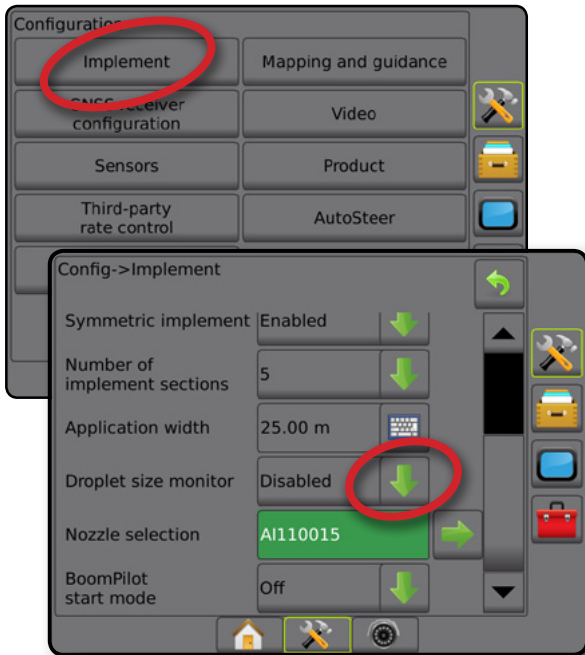 Configuration
Implement
Mapping and guidance
GNSS receiver
configuration
Video
Sensors
Product
Third-party
rate control
AutoSteer
Config->Implement
Symmetric implement
Enabled
Number of
implement sections
5
Application width
25.00 m
Droplet size monitor
Disabled
Nozzle selection
AI110015
BoomPilot
start mode
Off